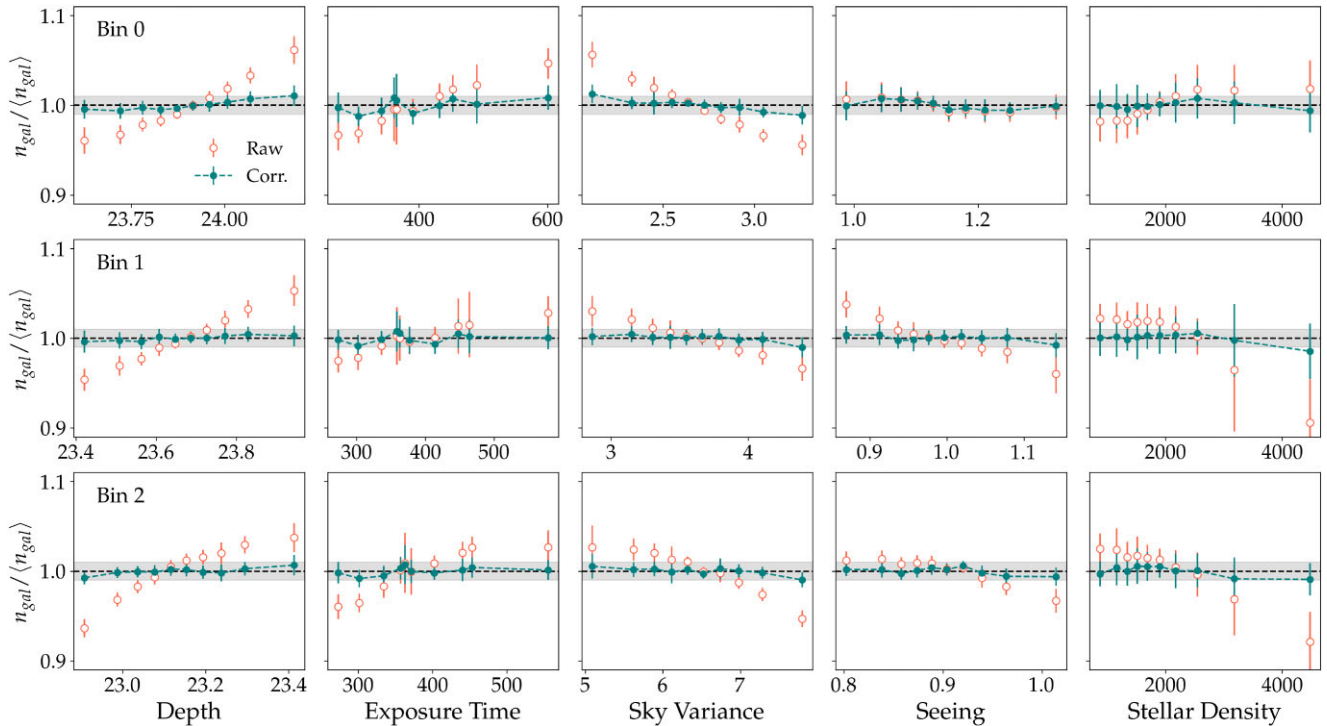 1.1
1.0
0.9
n_gal/⟨n_gal⟩
Bin 0
Raw
Corr.
23.75 24.00
400 600
2.5 3.0
1.0 1.2
2000 4000
1.1
1.0
0.9
n_gal/⟨n_gal⟩
Bin 1
23.4 23.6 23.8
300 400 500
3 4
0.9 1.0 1.1
2000 4000
1.1
1.0
0.9
n_gal/⟨n_gal⟩
Bin 2
23.0 23.2 23.4
300 400 500
5 6 7
0.8 0.9 1.0
2000 4000
Depth Exposure Time Sky Variance Seeing Stellar Density